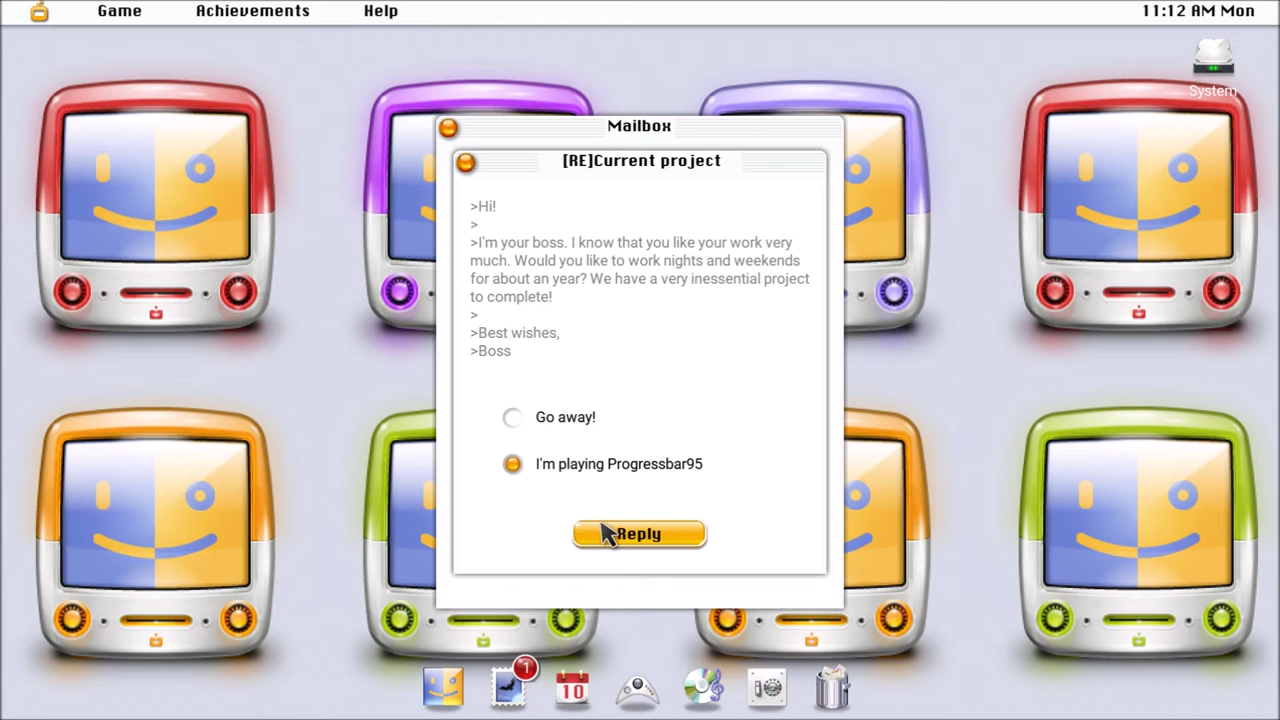 Game Achievements Help 11:12 AM Mon
System
Mailbox
[RE]Current project
>Hi!
>
>I'm your boss. I know that you like your work very
much. Would you like to work nights and weekends
for about an year? We have a very inessential project
to complete!
>
>Best wishes,
>Boss
Go away!
I'm playing Progressbar95
Reply
1
10